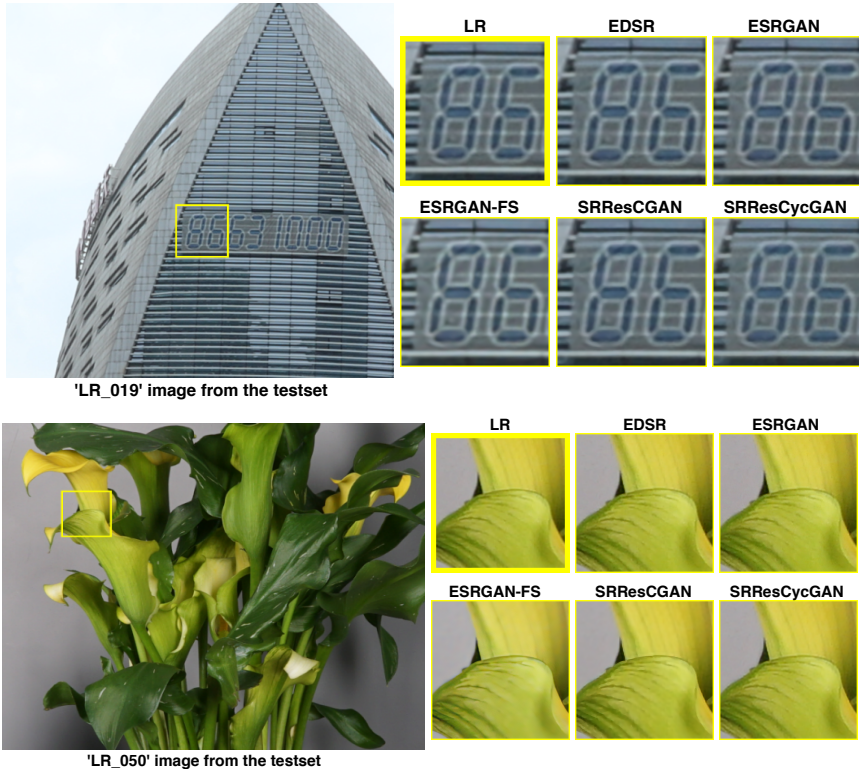 LR EDSR ESRGAN
86
86
86
86631000
ESRGAN-FS SRResCGAN SRResCycGAN
86
86
86
'LR_019' image from the testset
LR EDSR ESRGAN
ESRGAN-FS SRResCGAN SRResCycGAN
'LR_050' image from the testset